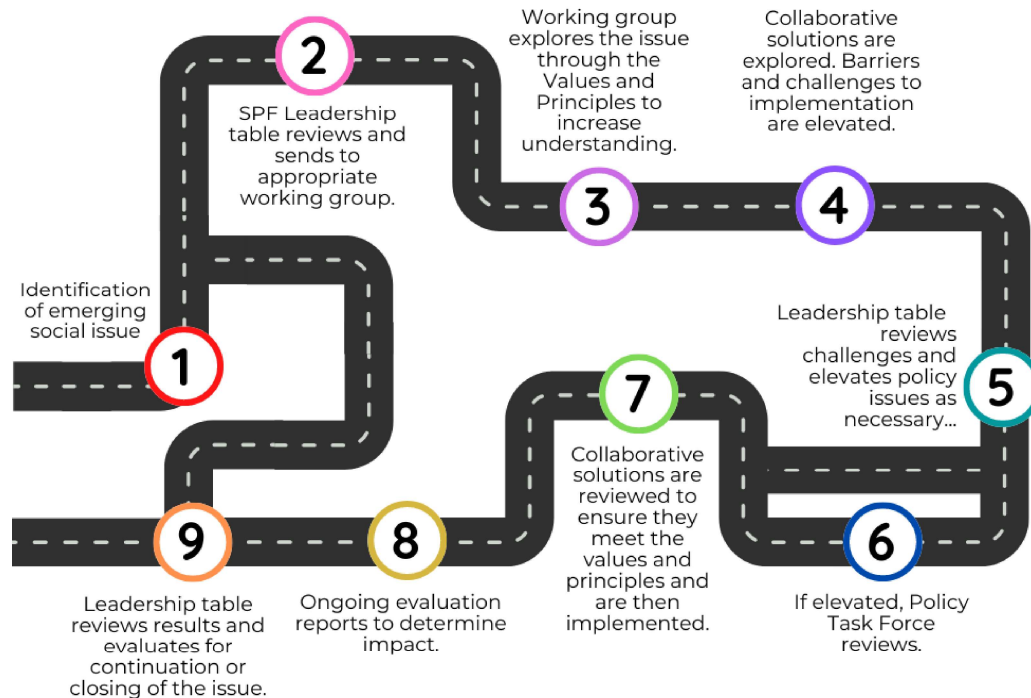 1
Identification
of emerging
social issue
2
SPF Leadership
table reviews and
sends to
appropriate
working group.
3
Working group
explores the issue
through the
Values and
Principles to
increase
understanding.
4
Collaborative
solutions are
explored. Barriers
and challenges to
implementation
are elevated.
5
Leadership table
reviews
challenges and
elevates policy
issues as
necessary...
6
If elevated, Policy
Task Force
reviews.
7
Collaborative
solutions are
reviewed to
ensure they
meet the
values and
principles and
are then
implemented.
8
Ongoing evaluation
reports to determine
impact.
9
Leadership table
reviews results and
evaluates for
continuation or
closing of the issue.